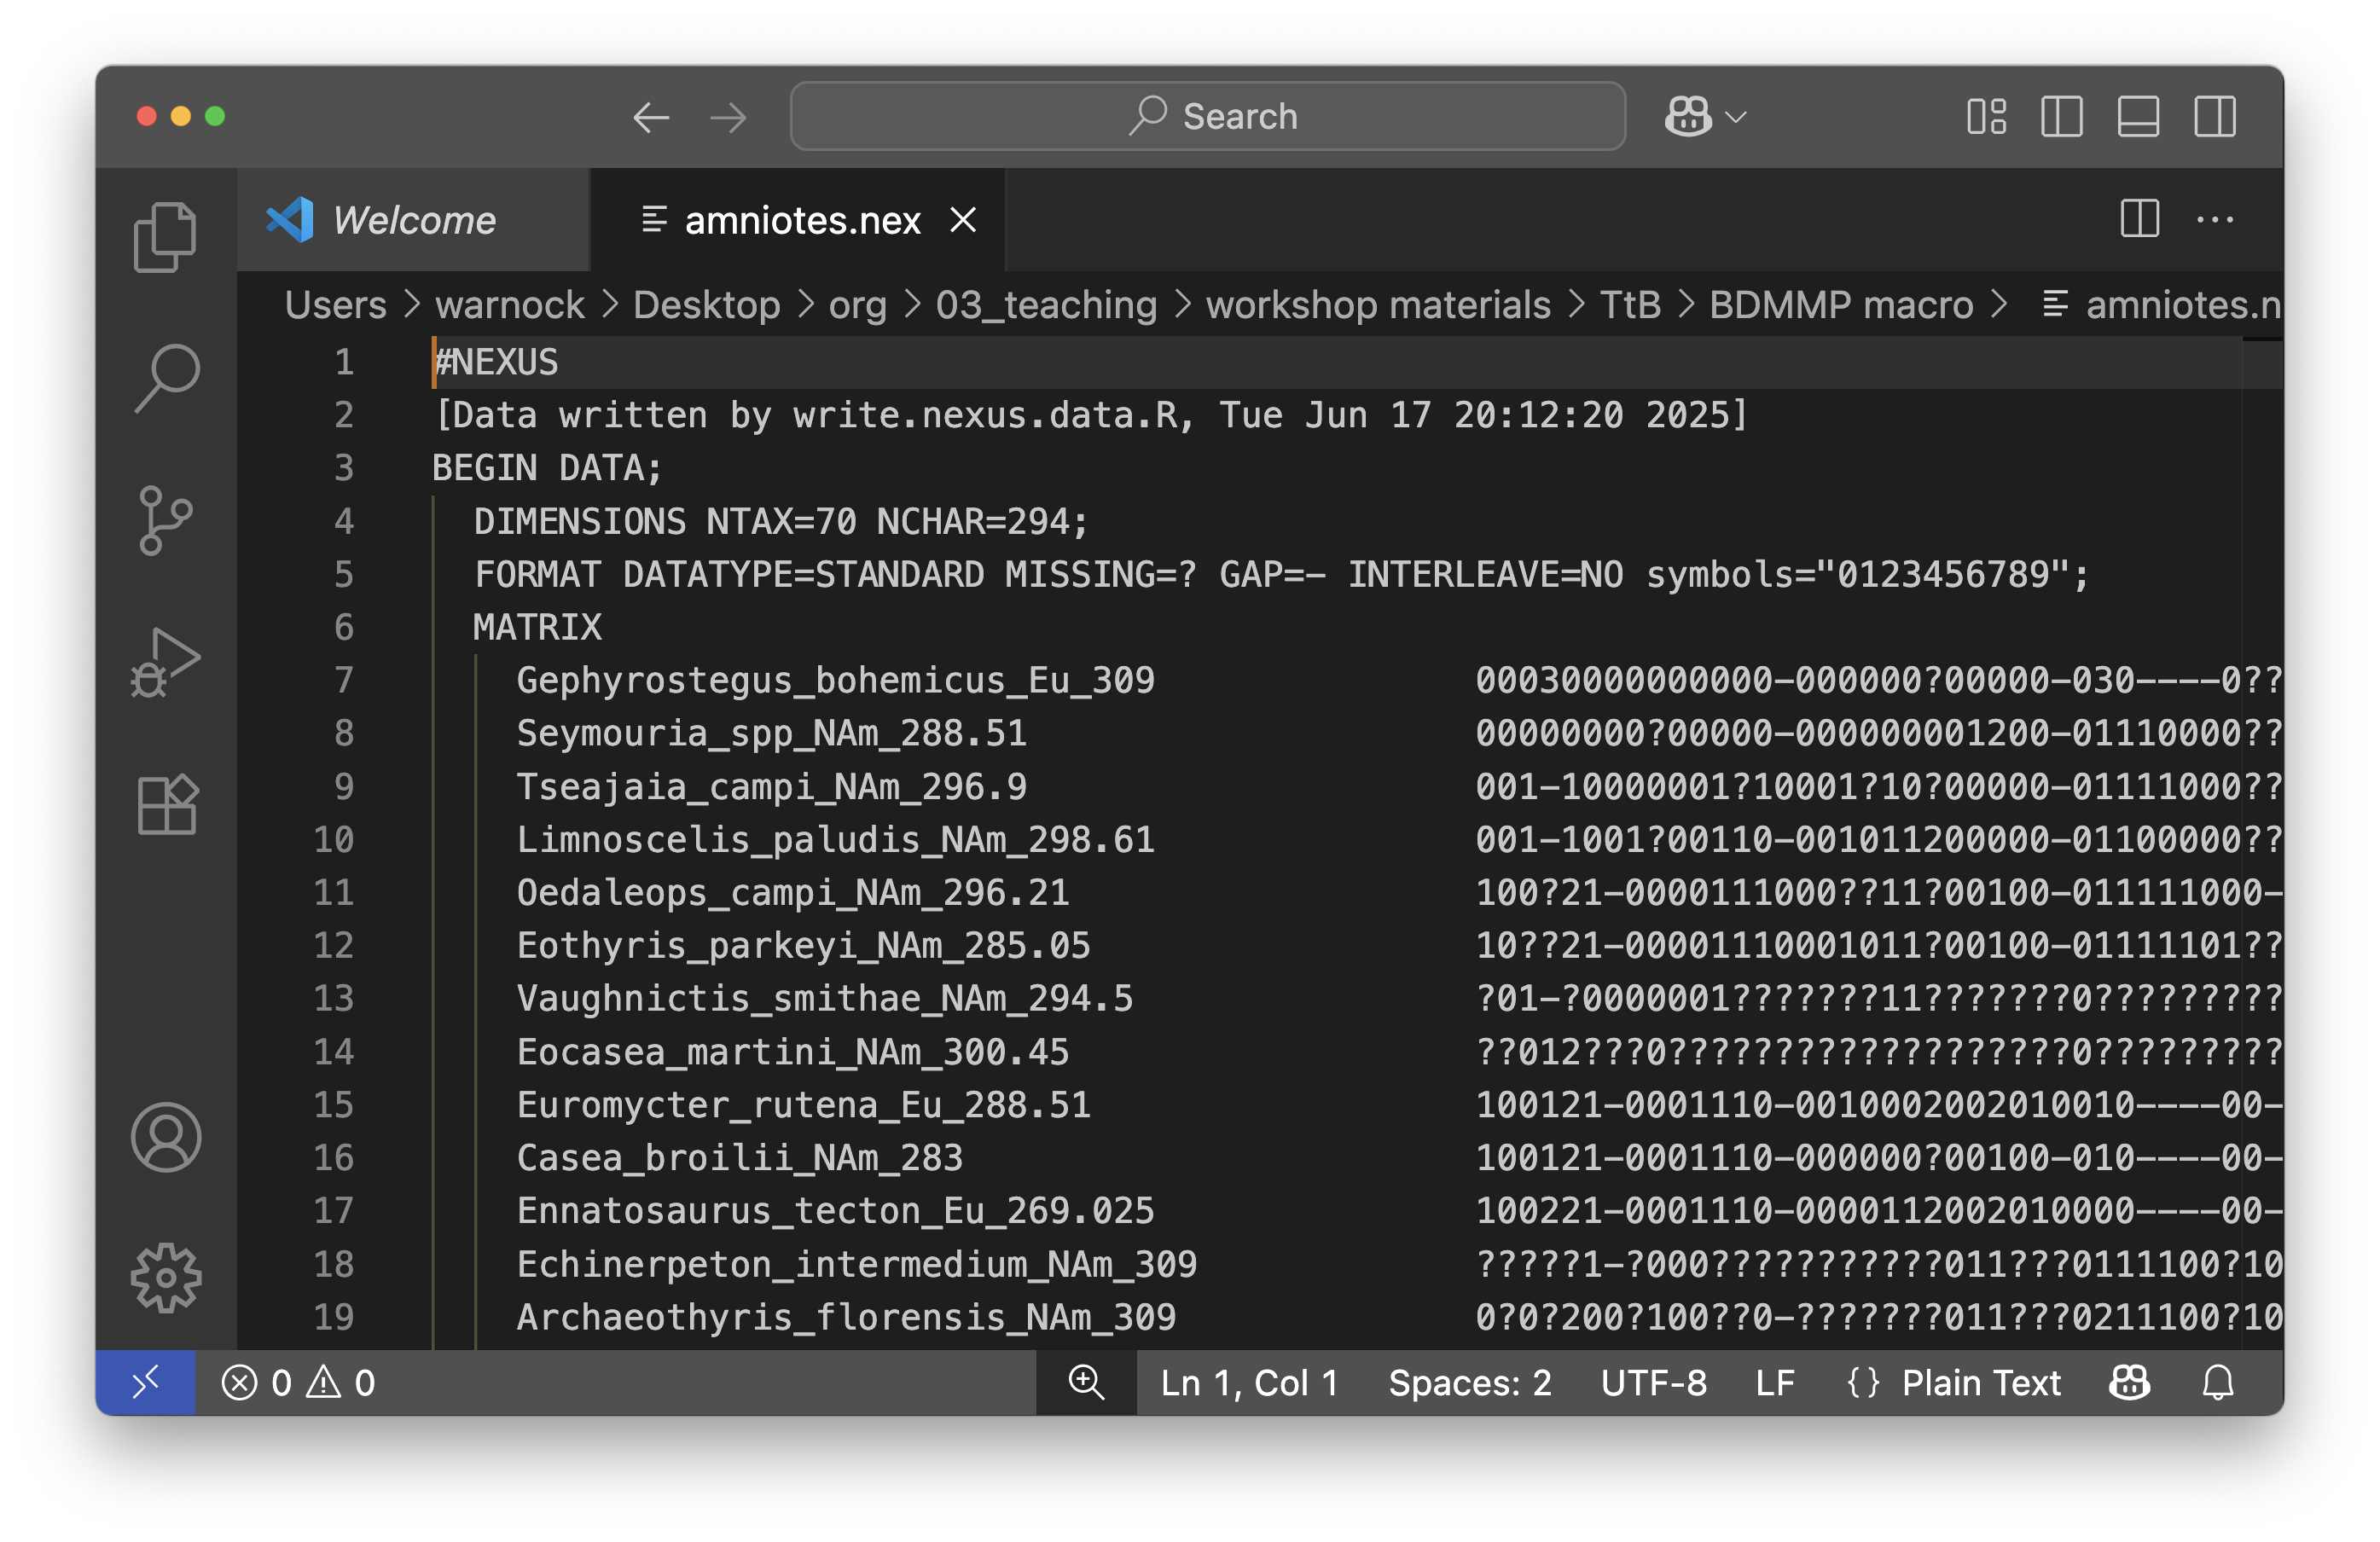 Search
Welcome
amniotes.nex
Users > warnock > Desktop > org > 03_teaching > workshop materials > TtB > BDMMP macro > amniotes.n
1 #NEXUS
2 [Data written by write.nexus.data.R, Tue Jun 17 20:12:20 2025]
3 BEGIN DATA;
4 DIMENSIONS NTAX=70 NCHAR=294;
5 FORMAT DATATYPE=STANDARD MISSING=? GAP=- INTERLEAVE=NO symbols="0123456789";
6 MATRIX
7 Gephyrostegus_bohemicus_Eu_309 00030000000000-000000?00000-030----0??
8 Seymouria_spp_NAm_288.51 00000000?00000-000000001200-01110000??
9 Tseajaia_campi_NAm_296.9 001-10000001?10001?10?00000-01111000??
10 Limnoscelis_paludis_NAm_298.61 001-1001?00110-001011200000-01100000??
11 Oedaleops_campi_NAm_296.21 100?21-0000111000??11?00100-011111000-
12 Eothyris_parkeyi_NAm_285.05 10??21-00001110001011?00100-01111101??
13 Vaughnictis_smithae_NAm_294.5 ?01-?0000001???????11???????0?????????
14 Eocasea_martini_NAm_300.45 ??012???0???????????????????0?????????
15 Euromycter_rutena_Eu_288.51 100121-0001110-0010002002010010----00-
16 Casea_broilii_NAm_283 100121-0001110-000000?00100-010----00-
17 Ennatosaurus_tecton_Eu_269.025 100221-0001110-0000112002010000----00-
18 Echinerpeton_intermedium_NAm_309 ?????1-?000???????????011???0111100?10
19 Archaeothyris_florensis_NAm_309 0?0?200?100??0-???????011???0211100?10
0 0 Ln 1, Col 1 Spaces: 2 UTF-8 LF {} Plain Text